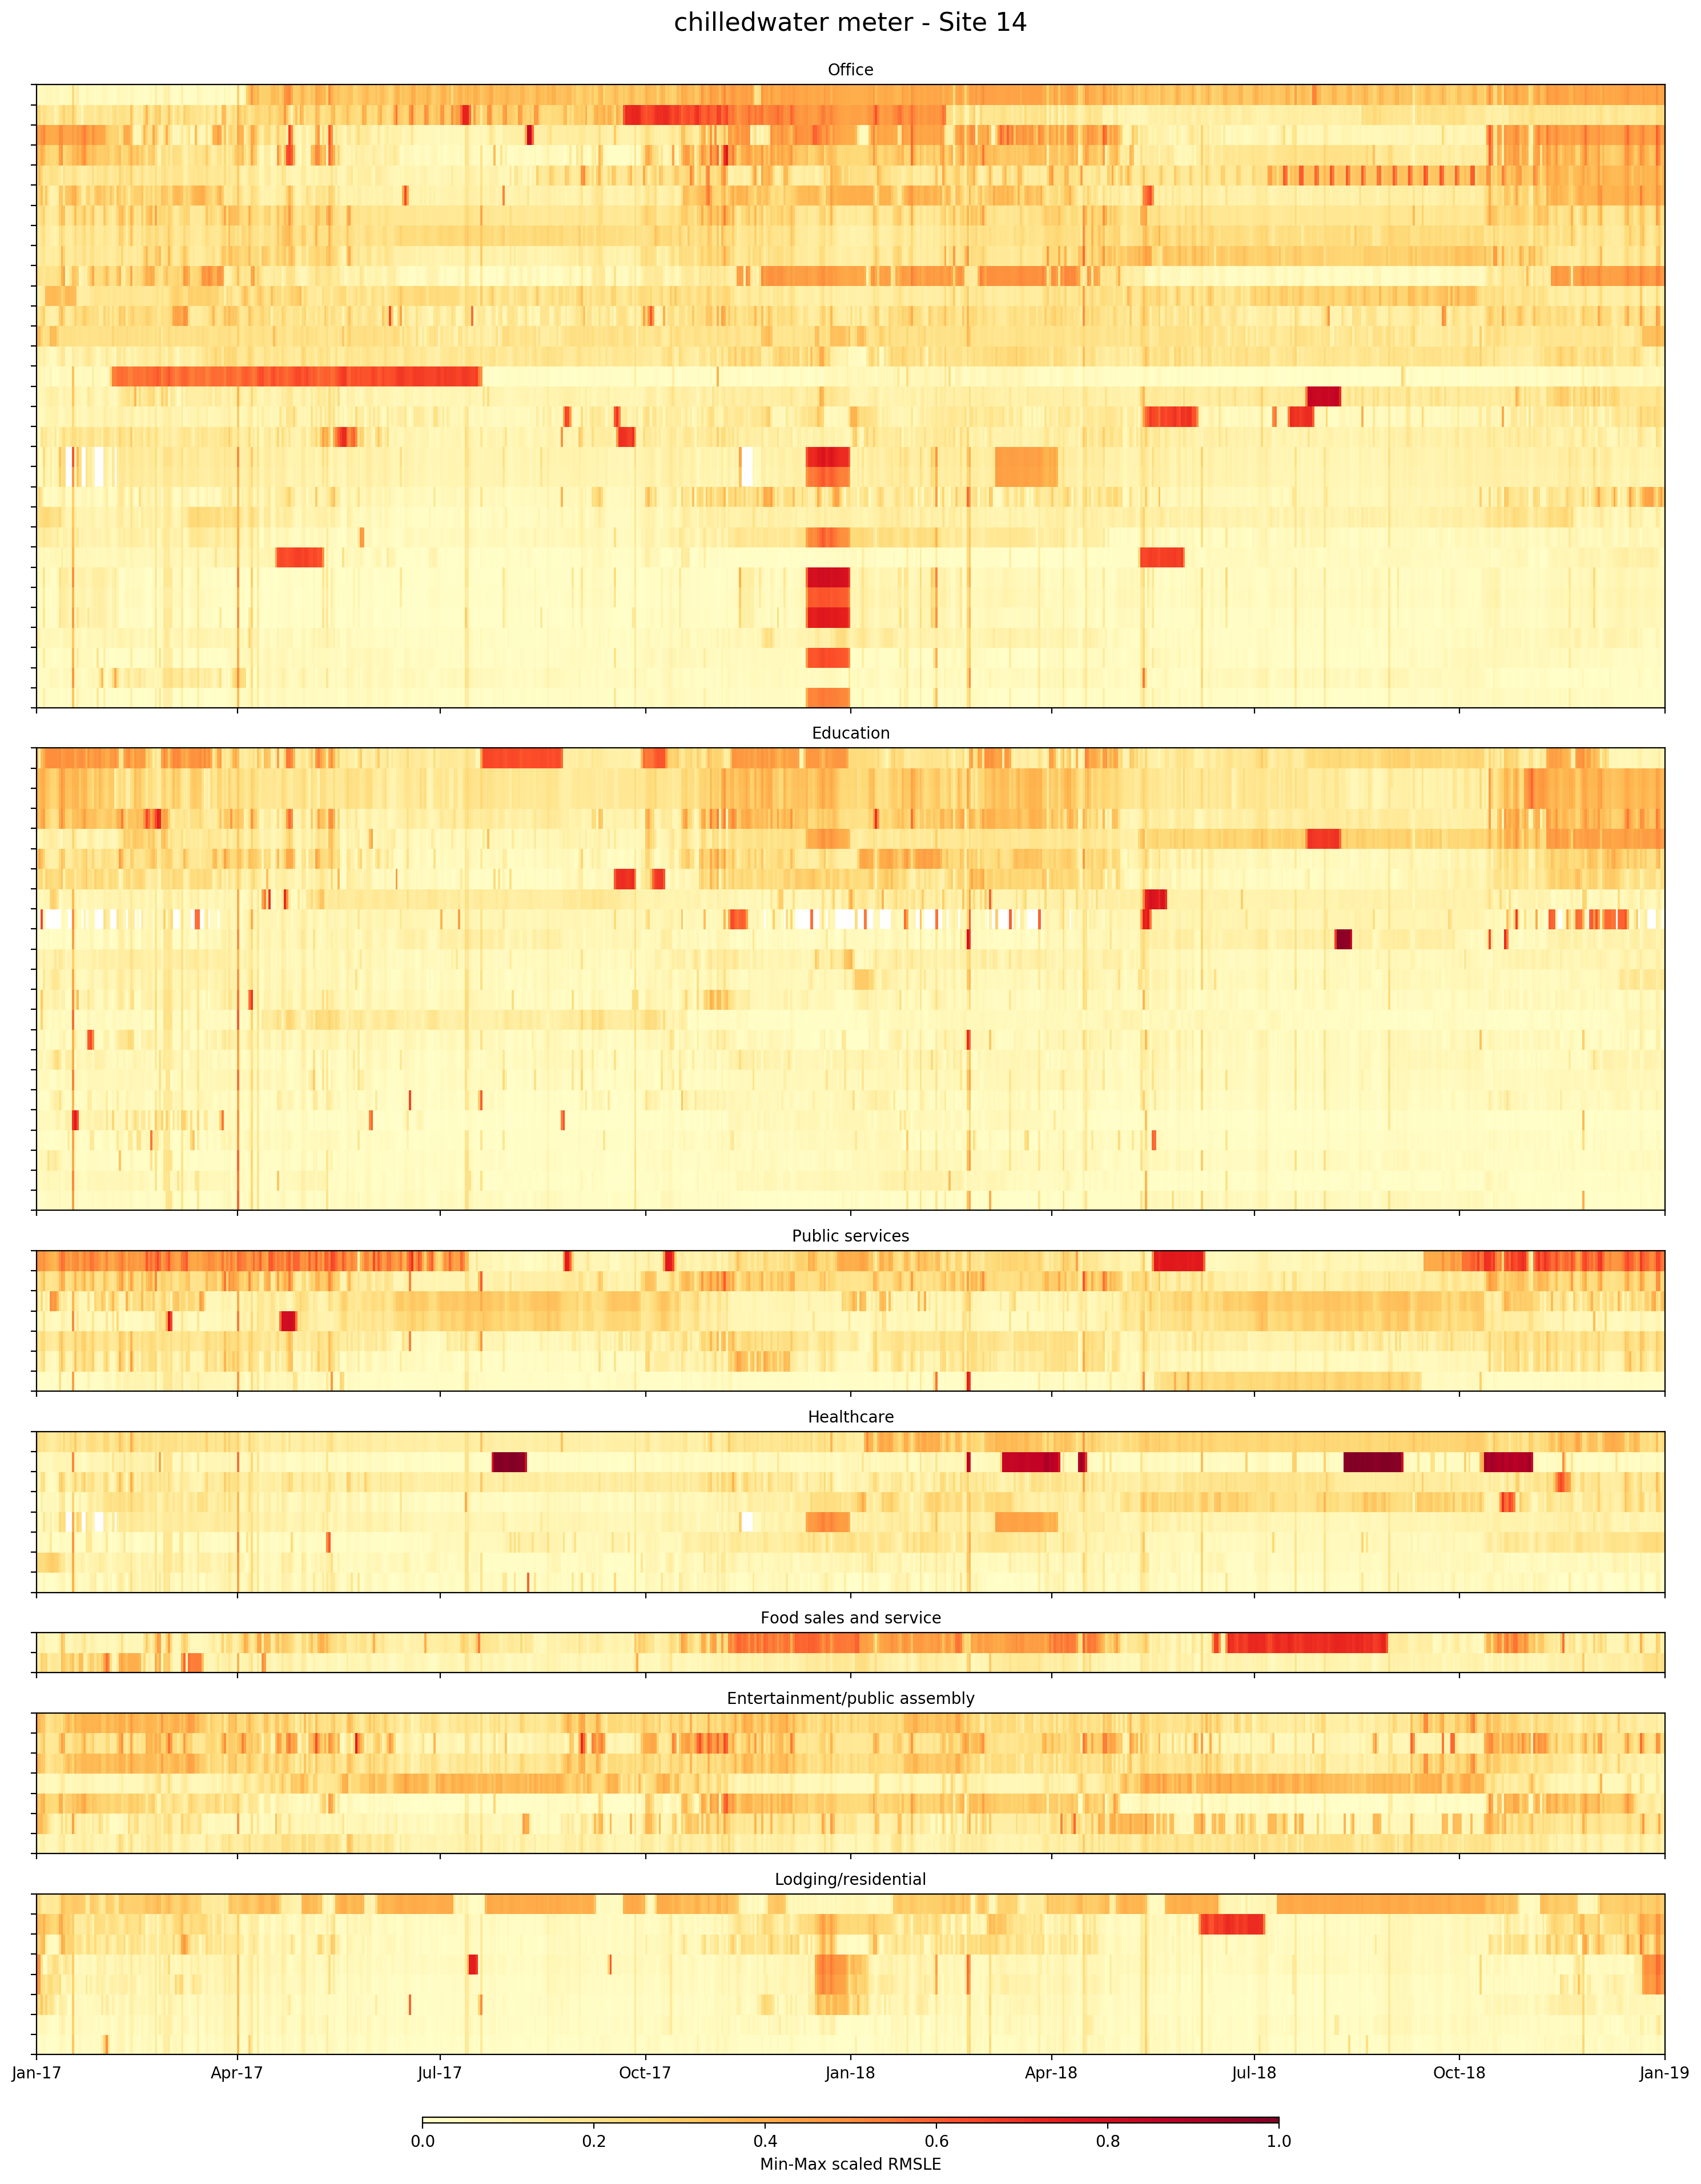 chilledwater meter - Site 14
Office
Education
Public services
Healthcare
Food sales and service
Entertainment/public assembly
Lodging/residential
Jan-17 Apr-17 Jul-17 Oct-17 Jan-18 Apr-18 Jul-18 Oct-18 Jan-19
0.0 0.2 0.4 0.6 0.8 1.0
Min-Max scaled RMSLE